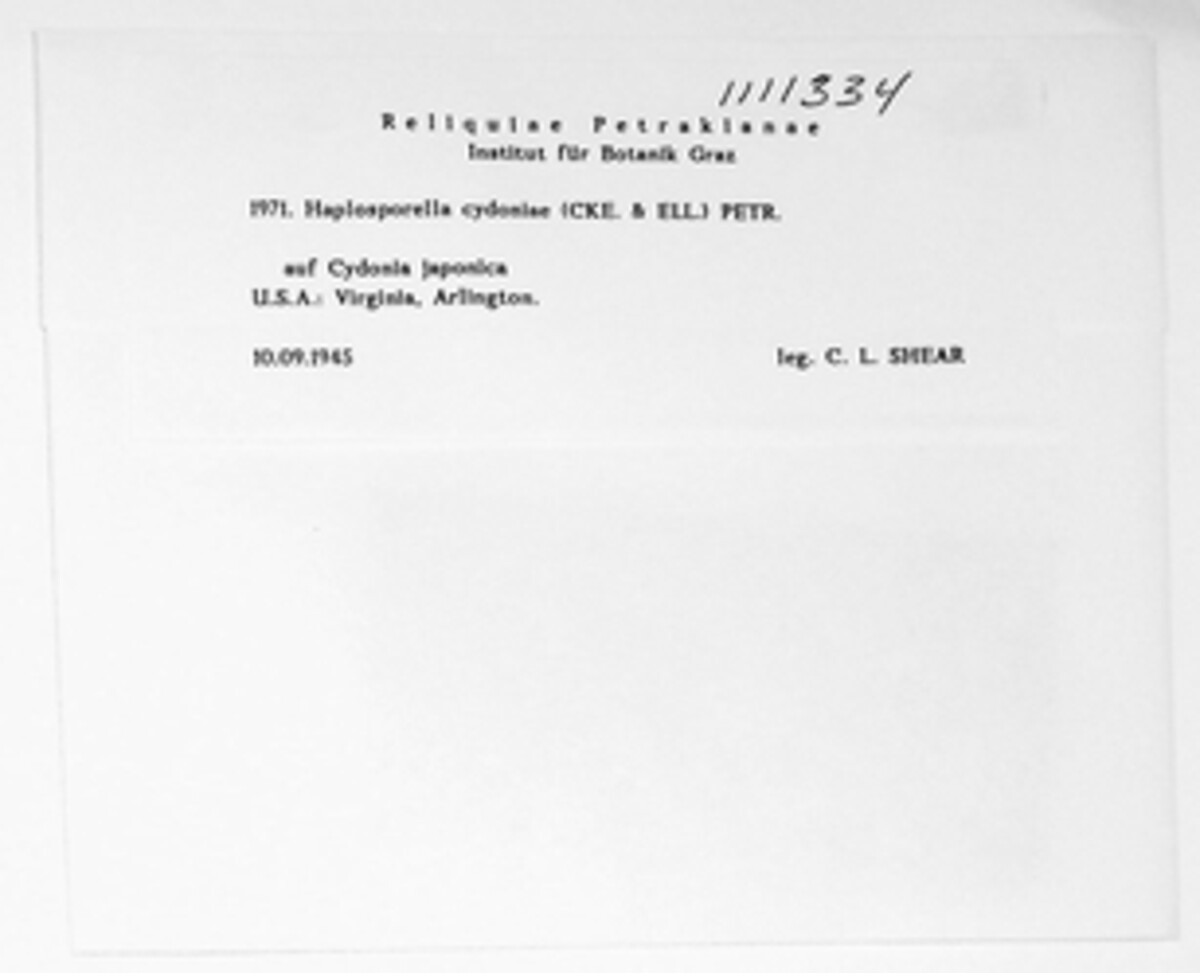 1111334
Reliquiae Petrakianae
Institut für Botanik Graz
1971. Haplosporella cydoniae (CKE. & ELL.) PETR.
auf Cydonia japonica
U.S.A.: Virginia, Arlington.
10.09.1945
leg. C. L. SHEAR